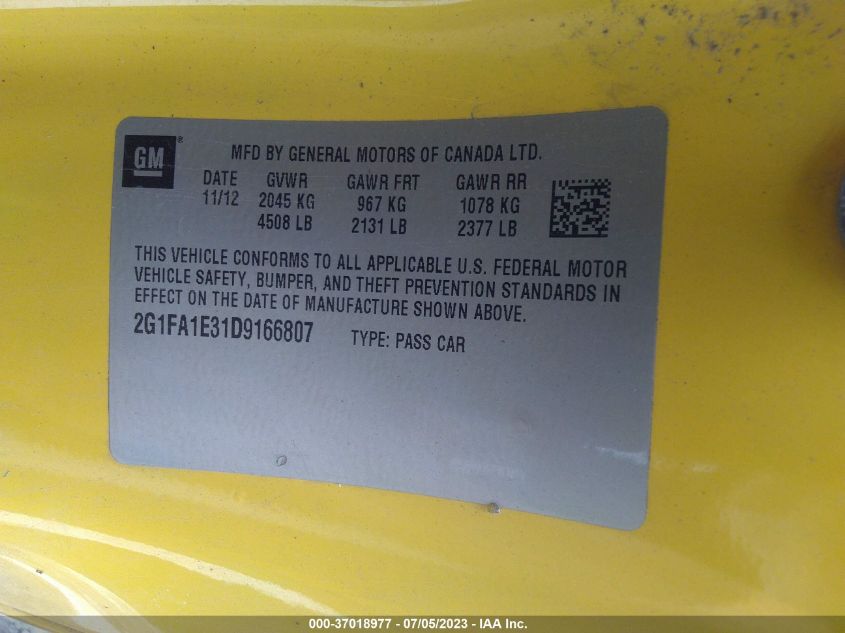 GM ®
MFD BY GENERAL MOTORS OF CANADA LTD.
DATE GVWR GAWR FRT GAWR RR
11/12 2045 KG 967 KG 1078 KG
4508 LB 2131 LB 2377 LB
THIS VEHICLE CONFORMS TO ALL APPLICABLE U.S. FEDERAL MOTOR
VEHICLE SAFETY, BUMPER, AND THEFT PREVENTION STANDARDS IN
EFFECT ON THE DATE OF MANUFACTURE SHOWN ABOVE.
2G1FA1E31D9166807 TYPE: PASS CAR
000-37018977 - 07/05/2023 - IAA Inc.